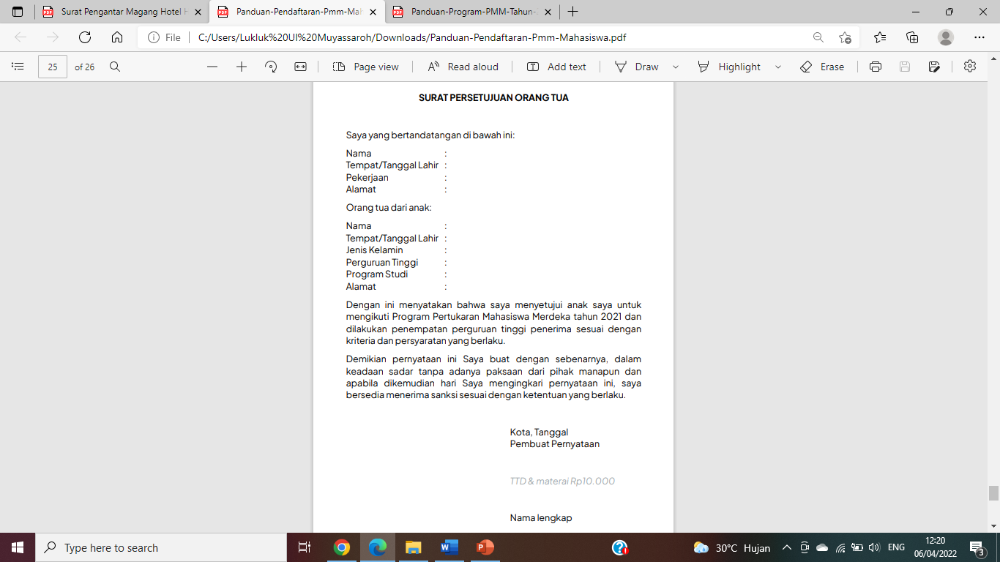 Surat Pengantar Magang Hotel H
Panduan-Pendaftaran-Pmm-Mah
Panduan-Program-PMM-Tahun-
File
C:/Users/Lukluk%20Ul%20Muyassaroh/Downloads/Panduan-Pendaftaran-Pmm-Mahasiswa.pdf
25 of 26
Page view
Read aloud
Add text
Draw
Highlight
Erase
SURAT PERSETUJUAN ORANG TUA
Saya yang bertandatangan di bawah ini:
Nama :
Tempat/Tanggal Lahir :
Pekerjaan :
Alamat :
Orang tua dari anak:
Nama :
Tempat/Tanggal Lahir :
Jenis Kelamin :
Perguruan Tinggi :
Program Studi :
Alamat :
Dengan ini menyatakan bahwa saya menyetujui anak saya untuk
mengikuti Program Pertukaran Mahasiswa Merdeka tahun 2021 dan
dilakukan penempatan perguruan tinggi penerima sesuai dengan
kriteria dan persyaratan yang berlaku.
Demikian pernyataan ini Saya buat dengan sebenarnya, dalam
keadaan sadar tanpa adanya paksaan dari pihak manapun dan
apabila dikemudian hari Saya mengingkari pernyataan ini, saya
bersedia menerima sanksi sesuai dengan ketentuan yang berlaku.
Kota, Tanggal
Pembuat Pernyataan
TTD & materai Rp10.000
Nama lengkap
Type here to search
30°C Hujan
ENG
12:20
06/04/2022
3